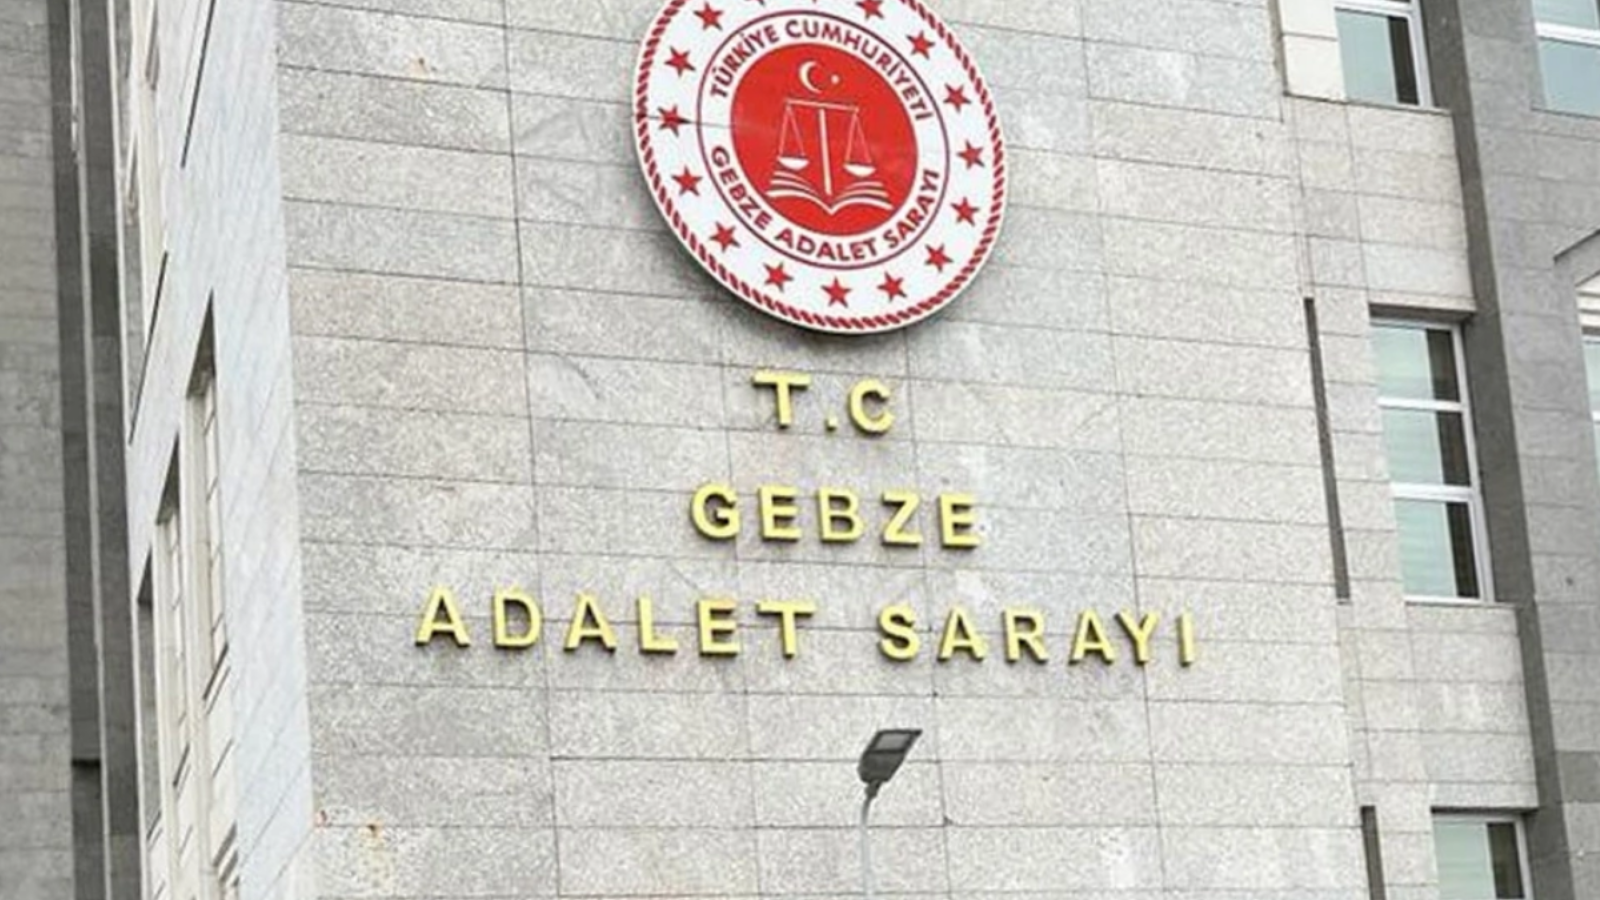 TÜRKİYE CUMHURİYETİ
GEBZE ADALET SARAYI
T.C
GEBZE
ADALET SARAYI